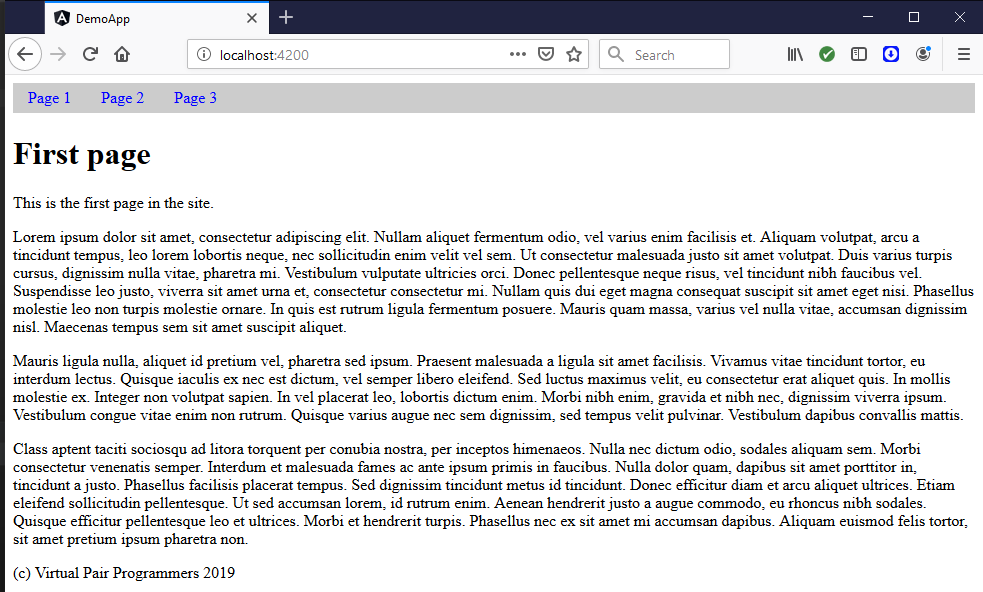 DemoApp
localhost:4200
Search
Page 1 Page 2 Page 3
First page
This is the first page in the site.
Lorem ipsum dolor sit amet, consectetur adipiscing elit. Nullam aliquet fermentum odio, vel varius enim facilisis et. Aliquam volutpat, arcu a
tincidunt tempus, leo lorem lobortis neque, nec sollicitudin enim velit vel sem. Ut consectetur malesuada justo sit amet volutpat. Duis varius turpis
cursus, dignissim nulla vitae, pharetra mi. Vestibulum vulputate ultricies orci. Donec pellentesque neque risus, vel tincidunt nibh faucibus vel.
Suspendisse leo justo, viverra sit amet urna et, consectetur consectetur mi. Nullam quis dui eget magna consequat suscipit sit amet eget nisi. Phasellus
molestie leo non turpis molestie ornare. In quis est rutrum ligula fermentum posuere. Mauris quam massa, varius vel nulla vitae, accumsan dignissim
nisl. Maecenas tempus sem sit amet suscipit aliquet.
Mauris ligula nulla, aliquet id pretium vel, pharetra sed ipsum. Praesent malesuada a ligula sit amet facilisis. Vivamus vitae tincidunt tortor, eu
interdum lectus. Quisque iaculis ex nec est dictum, vel semper libero eleifend. Sed luctus maximus velit, eu consectetur erat aliquet quis. In mollis
molestie ex. Integer non volutpat sapien. In vel placerat leo, lobortis dictum enim. Morbi nibh enim, gravida et nibh nec, dignissim viverra ipsum.
Vestibulum congue vitae enim non rutrum. Quisque varius augue nec sem dignissim, sed tempus velit pulvinar. Vestibulum dapibus convallis mattis.
Class aptent taciti sociosqu ad litora torquent per conubia nostra, per inceptos himenaeos. Nulla nec dictum odio, sodales aliquam sem. Morbi
consectetur venenatis semper. Interdum et malesuada fames ac ante ipsum primis in faucibus. Nulla dolor quam, dapibus sit amet porttitor in,
tincidunt a justo. Phasellus facilisis placerat tempus. Sed dignissim tincidunt metus id tincidunt. Donec efficitur diam et arcu aliquet ultrices. Etiam
eleifend sollicitudin pellentesque. Ut sed accumsan lorem, id rutrum enim. Aenean hendrerit justo a augue commodo, eu rhoncus nibh sodales.
Quisque efficitur pellentesque leo et ultrices. Morbi et hendrerit turpis. Phasellus nec ex sit amet mi accumsan dapibus. Aliquam euismod felis tortor,
sit amet pretium ipsum pharetra non.
(c) Virtual Pair Programmers 2019